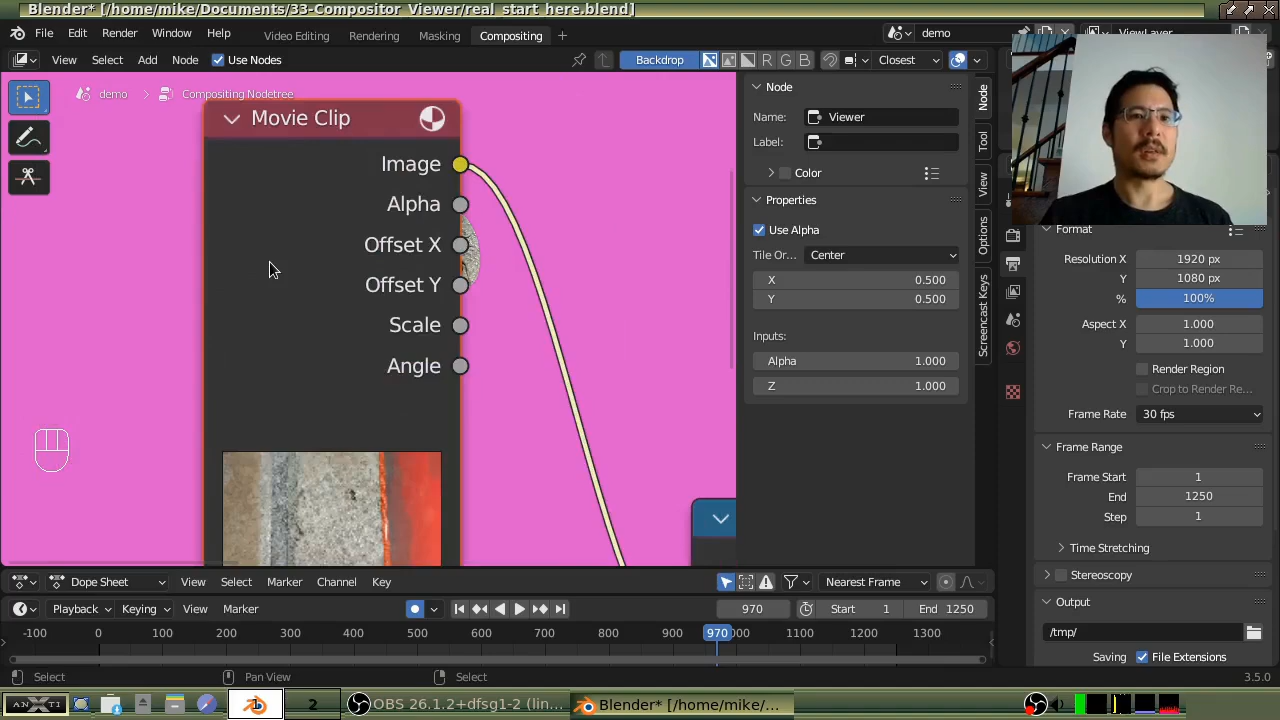 Blender* [/home/mike/Documents/33-Compositor_Viewer/real_start_here.blend]
File Edit Render Window Help Video Editing Rendering Masking Compositing demo ViewLayer
View Select Add Node Use Nodes Backdrop R G B Closest
demo Compositing Nodetree
Movie Clip
Image
Alpha
Offset X
Offset Y
Scale
Angle
Node
Name: Viewer
Label:
Color
Properties
Use Alpha
Tile Or... Center
X 0.500
Y 0.500
Inputs:
Alpha 1.000
Z 1.000
Node
Tool
View
Options
Screencast Keys
Format
Resolution X 1920 px
Y 1080 px
% 100%
Aspect X 1.000
Y 1.000
Render Region
Crop to Render Re...
Frame Rate 30 fps
Frame Range
Frame Start 1
End 1250
Step 1
Time Stretching
Stereoscopy
Output
/tmp/
Saving File Extensions
Dope Sheet View Select Marker Channel Key Nearest Frame
Playback Keying View Marker 970 Start 1 End 1250
-100 0 100 200 300 400 500 600 700 800 900 970 1000 1100 1200 1300
Select Pan View Select 3.5.0
2 OBS 26.1.2+dfsg1-2 (lin... Blender* [/home/mike/...